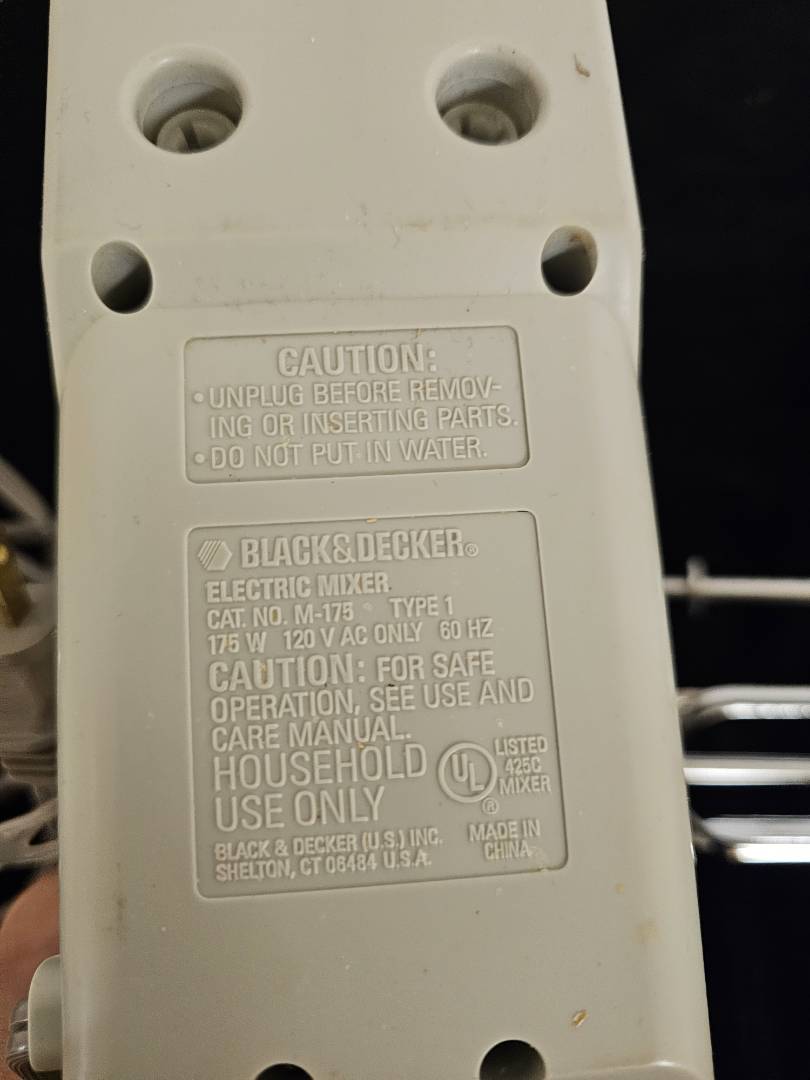 CAUTION:
• UNPLUG BEFORE REMOV-
ING OR INSERTING PARTS.
• DO NOT PUT IN WATER.
BLACK&DECKER®
ELECTRIC MIXER
CAT. NO. M-175 TYPE 1
175 W 120 V AC ONLY 60 HZ
CAUTION: FOR SAFE
OPERATION, SEE USE AND
CARE MANUAL.
HOUSEHOLD
USE ONLY
UL ®
LISTED
425C
MIXER
BLACK & DECKER (U.S.) INC.
SHELTON, CT 06484 U.S.A.
MADE IN
CHINA